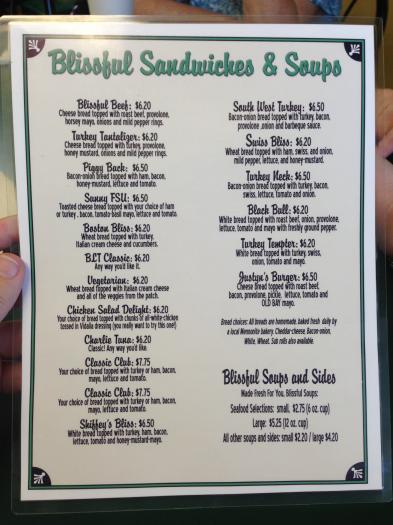 Blissful Sandwiches & Soups
Blissful Beef: $6.20
Cheese bread topped with roast beef, provolone,
horsey mayo, onions and mild pepper rings.
Turkey Tantalizer: $6.20
Cheese bread topped with turkey, provolone,
honey mustard, onions and mild pepper rings.
Piggy Back: $6.50
Bacon-onion bread topped with ham, bacon,
honey-mustard, lettuce and tomato.
Sunny FSU: $6.50
Toasted cheese bread topped with your choice of ham
or turkey, bacon, tomato-basil mayo, lettuce and tomato.
Boston Bliss: $6.20
Wheat bread topped with turkey,
Italian cream cheese and cucumbers.
BLT Classic: $6.20
Any way you'd like it.
Vegetarian: $6.20
Wheat bread topped with Italian cream cheese
and all of the veggies from the patch.
Chicken Salad Delight: $6.20
Your choice of bread topped with chunks of all-white chicken
tossed in Vidalia dressing (you really want to try this one!)
Charlie Tuna: $6.20
Classic! Any way you'd like.
Classic Club: $7.75
Your choice of bread topped with turkey or ham, bacon,
mayo, lettuce and tomato.
Classic Club: $7.75
Your choice of bread topped with turkey or ham, bacon,
mayo, lettuce and tomato.
Skiffey's Bliss: $6.50
White bread topped with turkey, ham, bacon,
lettuce, tomato and honey-mustard-mayo.
South West Turkey: $6.50
Bacon-onion bread topped with turkey, bacon,
provolone ,onion and barbeque sauce.
Swiss Bliss: $6.20
Wheat bread topped with ham, swiss, and onion,
mild pepper, lettuce, and honey-mustard.
Turkey Neck: $6.50
Bacon-onion bread topped with turkey, bacon,
swiss, lettuce, tomato and onion.
Black Bull: $6.20
White bread topped with roast beef, onion, provolone,
lettuce, tomato and mayo with freshly ground pepper.
Turkey Tempter: $6.20
White bread topped with turkey, swiss,
onion, tomato and mayo.
Justyn's Burger: $6.50
Cheese bread topped with roast beef,
bacon, provolone, pickle, lettuce, tomato and
OLD BAY mayo.
Bread choices: All breads are homemade, baked fresh daily by
a local Mennonite bakery. Cheddar-cheese, Bacon-onion,
White, Wheat. Sub rolls also available.
Blissful Soups and Sides
Made Fresh For You, Blissful Soups:
Seafood Selections: small, $2.75 (6 oz. cup)
Large: $5.25 (12 oz. cup)
All other soups and sides: small $2.20 / large $4.20